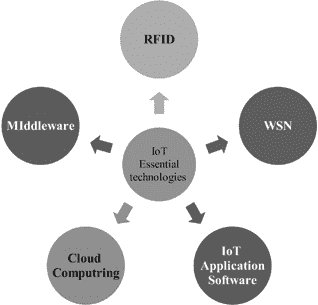 RFID
MIddleware
WSN
IoT
Essential
technologies
Cloud
Computring
IoT
Application
Software